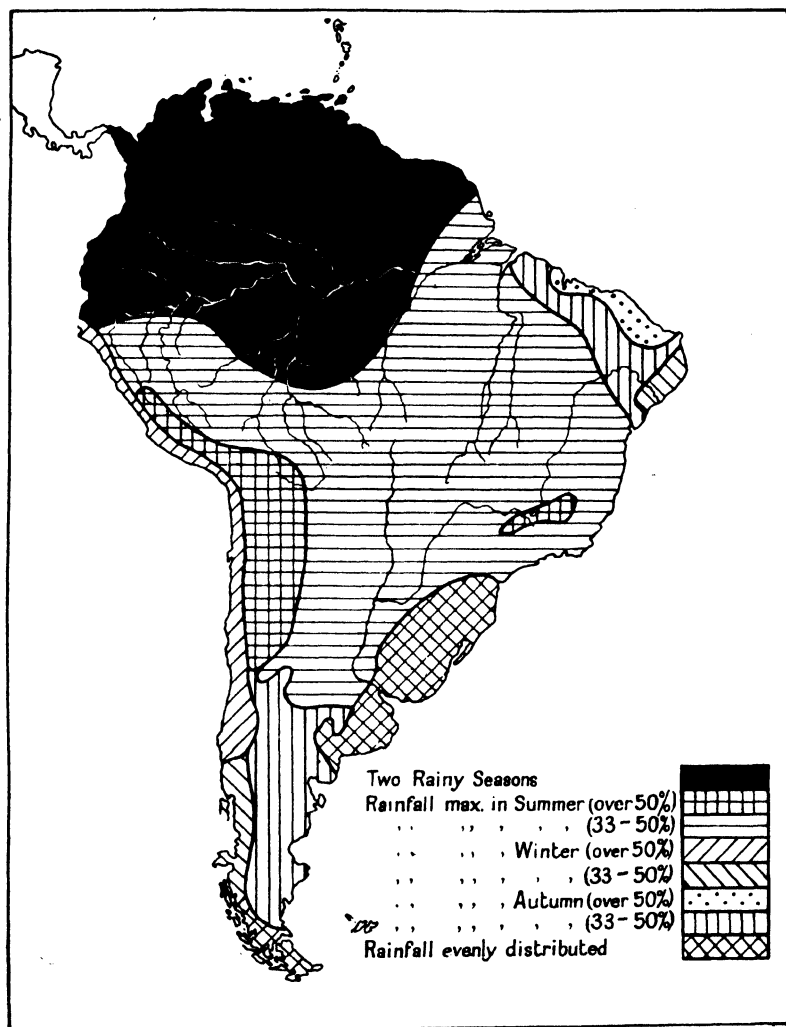 Two Rainy Seasons
Rainfall max. in Summer (over 50%)
,, ,, , , , (33-50%)
,, ,, , Winter (over 50%)
,, ,, , , , (33-50%)
,, ,, , Autumn (over 50%)
,, ,, , , , (33-50%)
Rainfall evenly distributed